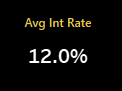 Avg Int Rate
12.0%